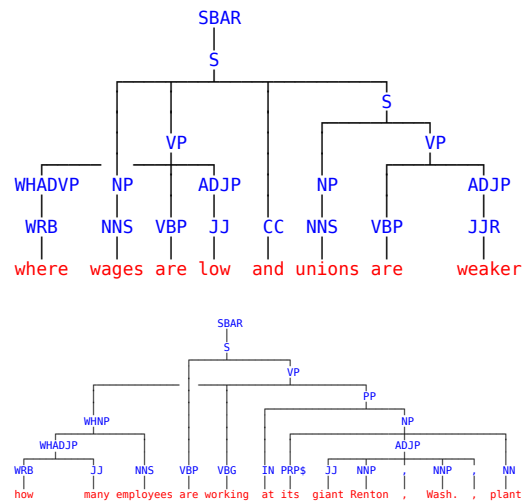 SBAR
S
S
VP VP
WHADVP NP ADJP NP ADJP
WRB NNS VBP JJ CC NNS VBP JJR
where wages are low and unions are weaker
SBAR
S
VP
PP
WHNP NP
WHADJP ADJP
WRB JJ NNS VBP VBG IN PRP$ JJ NNP , NNP , NN
how many employees are working at its giant Renton , Wash. , plant